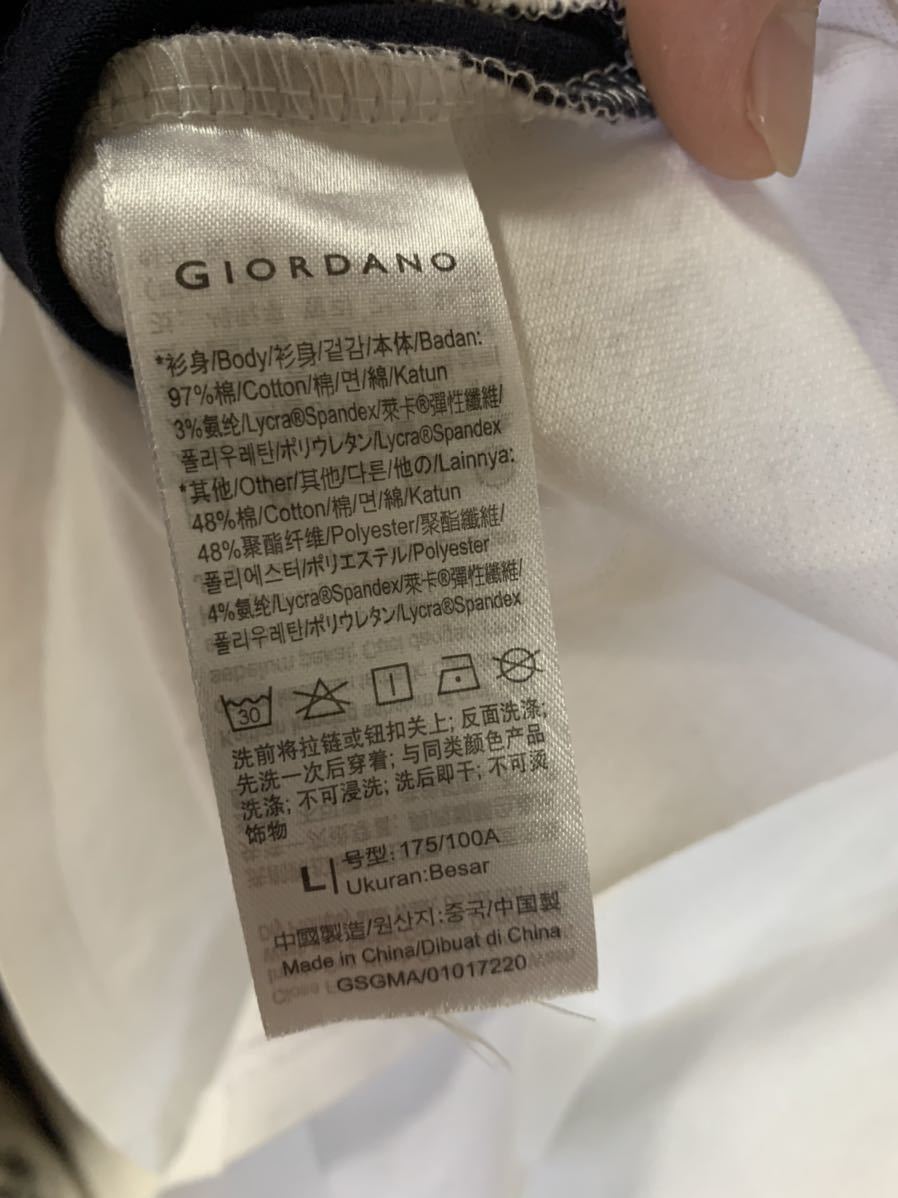 GIORDANO
*衫身/Body/衫身/겉감/本体/Badan:
97%棉/Cotton/棉/면/綿/Katun
3%氨纶/Lycra®Spandex/萊卡®彈性纖維/
폴리우레탄/ポリウレタン/Lycra®Spandex
*其他/Other/其他/다른/他の/Lainnya:
48%棉/Cotton/棉/면/綿/Katun
48%聚酯纤维/Polyester/聚酯纖維/
폴리에스터/ポリエステル/Polyester
4%氨纶/Lycra®Spandex/萊卡®彈性纖維/
폴리우레탄/ポリウレタン/Lycra®Spandex
30
洗前将拉链或钮扣关上; 反面洗涤;
先洗一次后穿着; 与同类颜色产品
洗涤; 不可浸洗; 洗后即干; 不可烫
饰物
L 号型: 175/100A
Ukuran:Besar
中國製造/원산지:중국/中国製
Made in China/Dibuat di China
GSGMA/01017220